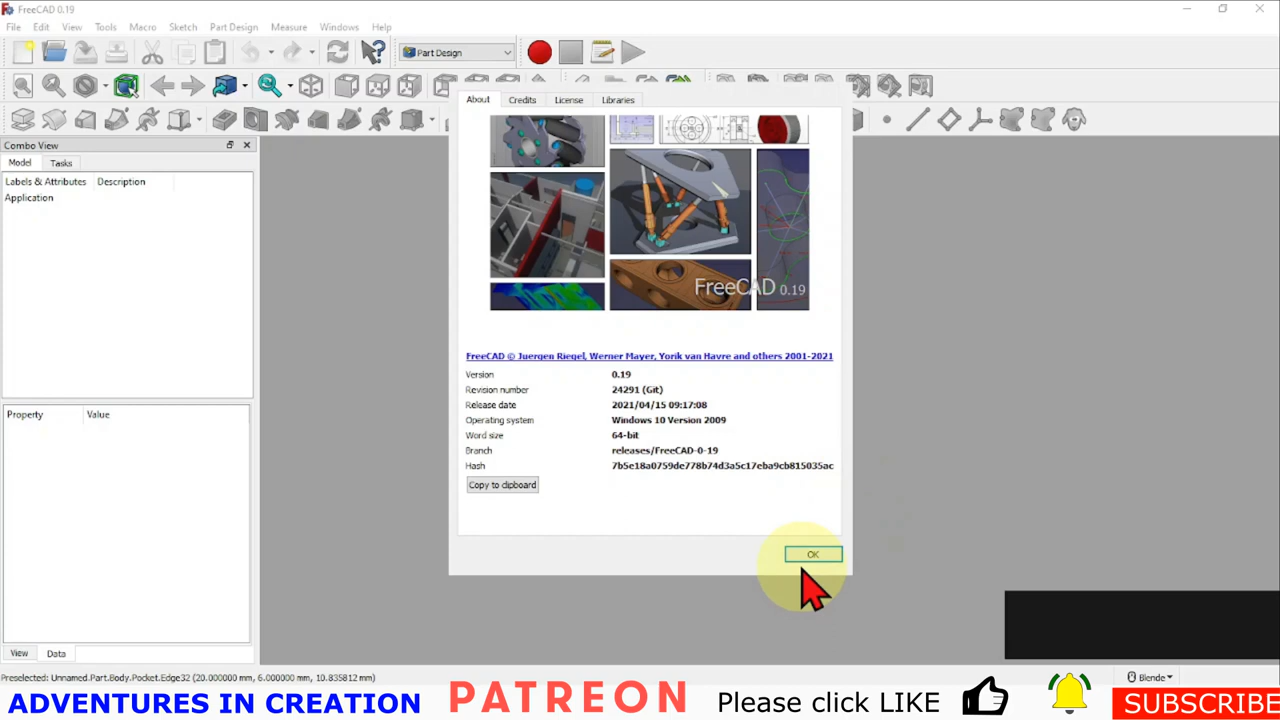 FreeCAD 0.19
File Edit View Tools Macro Sketch Part Design Measure Windows Help
Part Design
Combo View
Model Tasks
Labels & Attributes Description
Application
Property Value
View Data
About Credits License Libraries
FreeCAD 0.19
FreeCAD © Juergen Riegel, Werner Mayer, Yorik van Havre and others 2001-2021
Version 0.19
Revision number 24291 (Git)
Release date 2021/04/15 09:17:08
Operating system Windows 10 Version 2009
Word size 64-bit
Branch releases/FreeCAD-0-19
Hash 7b5e18a0759de778b74d3a5c17eba9cb815035ac
Copy to clipboard
OK
Preselected: Unnamed.Part.Body.Pocket.Edge32 (20.000000 mm, 6.000000 mm, 10.835812 mm)
Blende
ADVENTURES IN CREATION PATREON Please click LIKE SUBSCRIBE